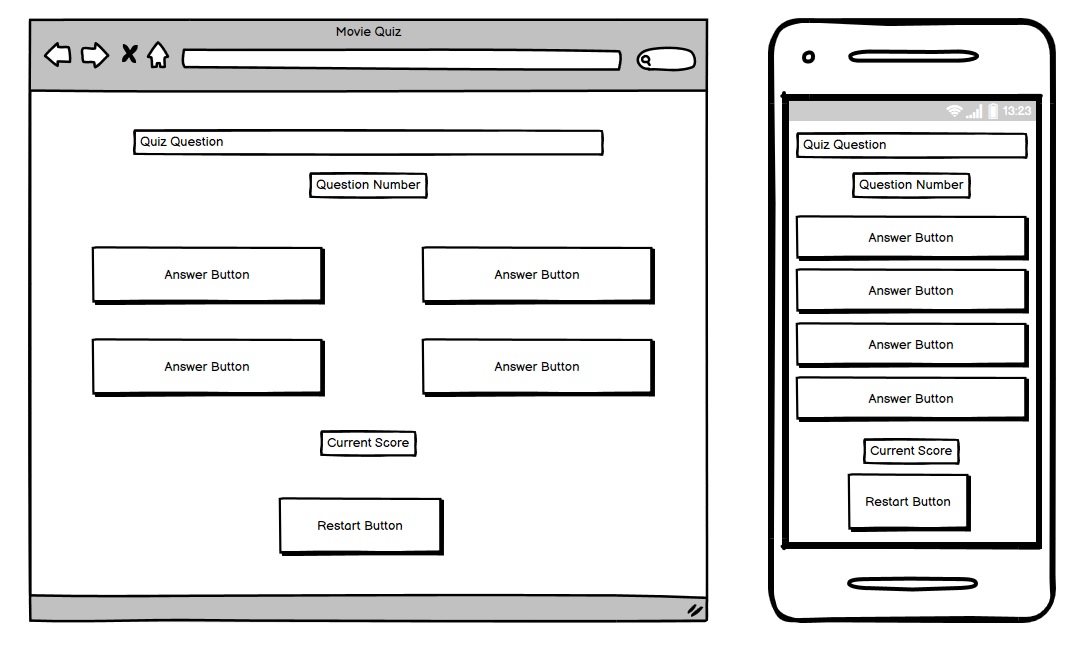 Movie Quiz
Quiz Question
Question Number
Answer Button
Answer Button
Answer Button
Answer Button
Current Score
Restart Button
13:23
Quiz Question
Question Number
Answer Button
Answer Button
Answer Button
Answer Button
Current Score
Restart Button